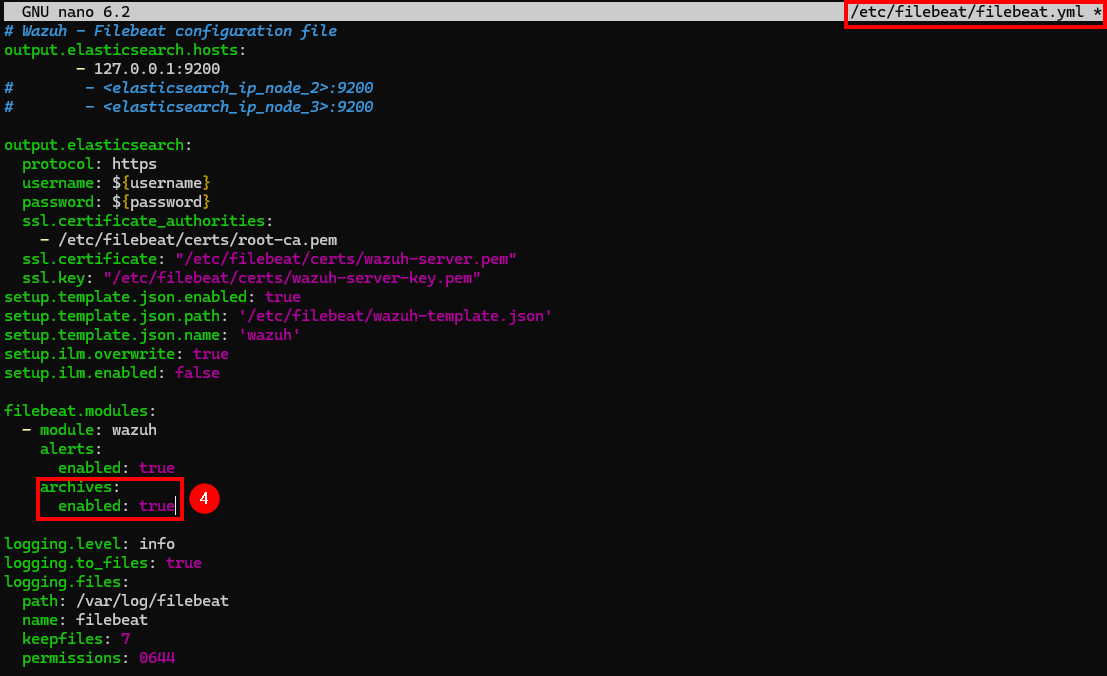 GNU nano 6.2 /etc/filebeat/filebeat.yml *
# Wazuh - Filebeat configuration file
output.elasticsearch.hosts:
        - 127.0.0.1:9200
#        - <elasticsearch_ip_node_2>:9200
#        - <elasticsearch_ip_node_3>:9200

output.elasticsearch:
  protocol: https
  username: ${username}
  password: ${password}
  ssl.certificate_authorities:
    - /etc/filebeat/certs/root-ca.pem
  ssl.certificate: "/etc/filebeat/certs/wazuh-server.pem"
  ssl.key: "/etc/filebeat/certs/wazuh-server-key.pem"
setup.template.json.enabled: true
setup.template.json.path: '/etc/filebeat/wazuh-template.json'
setup.template.json.name: 'wazuh'
setup.ilm.overwrite: true
setup.ilm.enabled: false

filebeat.modules:
  - module: wazuh
    alerts:
      enabled: true
    archives:
      enabled: true
4

logging.level: info
logging.to_files: true
logging.files:
  path: /var/log/filebeat
  name: filebeat
  keepfiles: 7
  permissions: 0644